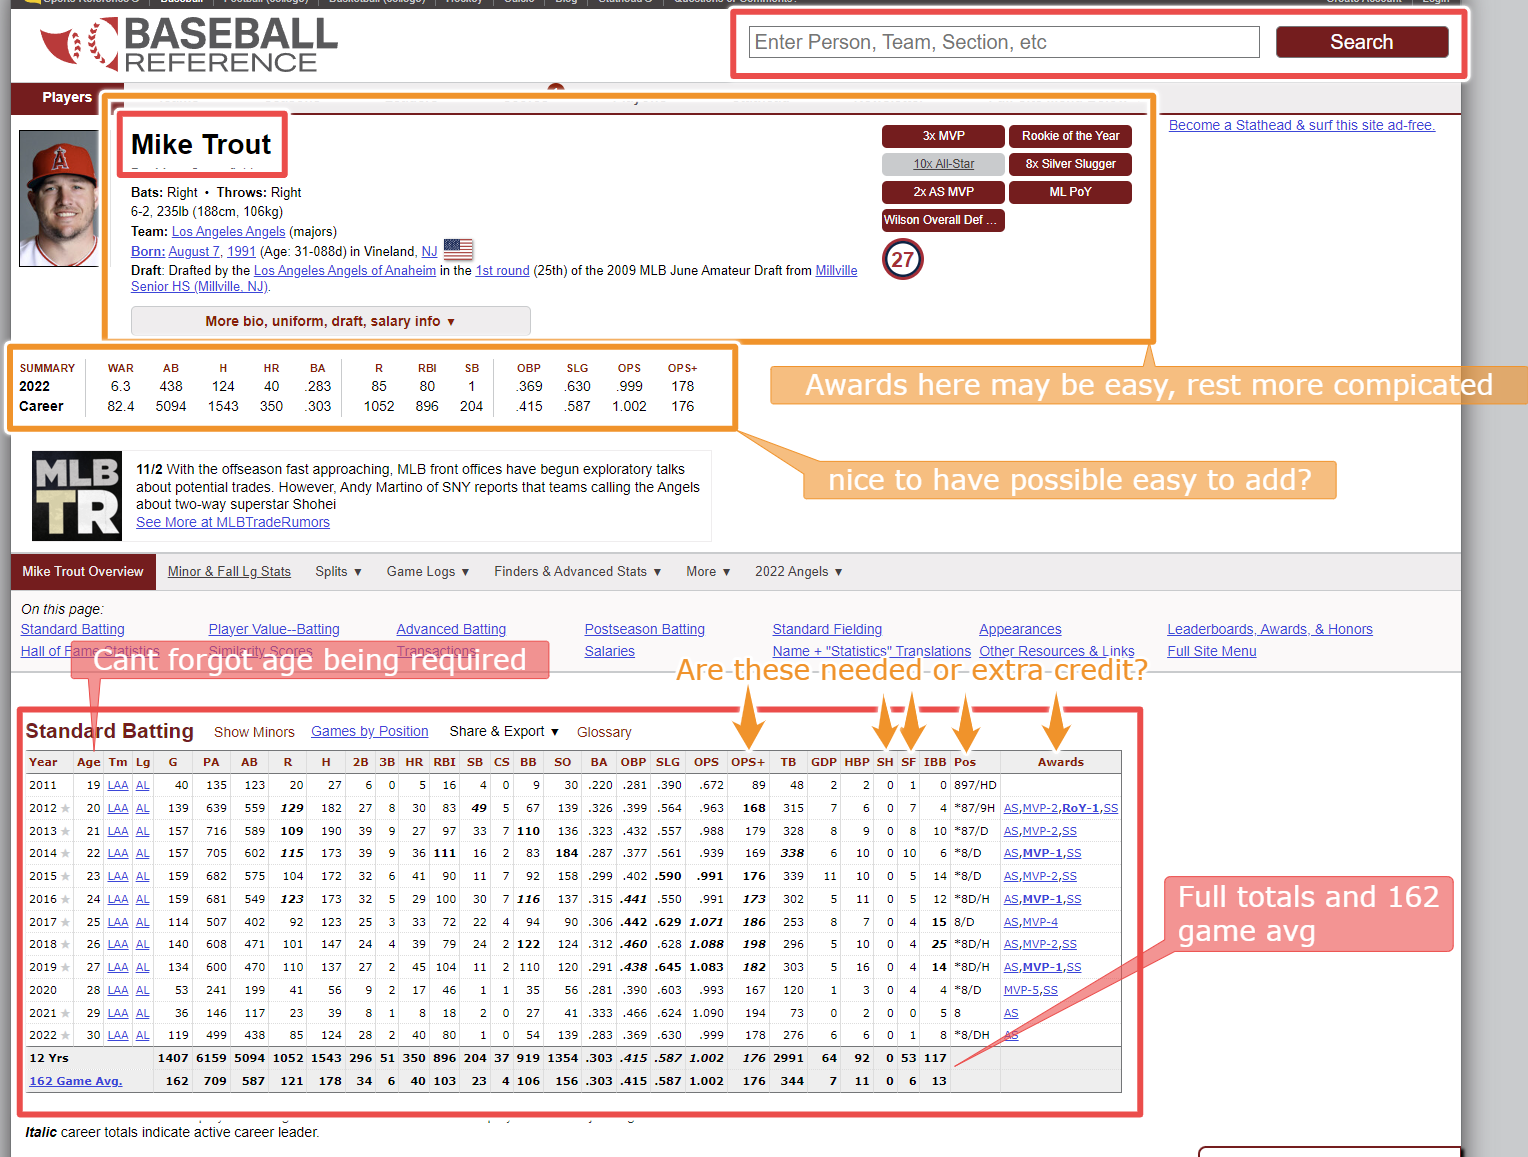 Sports Reference
Baseball
Football (college)
Basketball (college)
Hockey
Blog
Stathead
Questions or Comments?
Create Account
Login
BASEBALL
REFERENCE
Enter Person, Team, Section, etc
Search
Players
Mike Trout
3x MVP
Rookie of the Year
10x All-Star
8x Silver Slugger
2x AS MVP
ML PoY
Wilson Overall Def ...
27
Become a Stathead & surf this site ad-free.
Bats: Right • Throws: Right
6-2, 235lb (188cm, 106kg)
Team: Los Angeles Angels (majors)
Born: August 7, 1991 (Age: 31-088d) in Vineland, NJ
Draft: Drafted by the Los Angeles Angels of Anaheim in the 1st round (25th) of the 2009 MLB June Amateur Draft from Millville
Senior HS (Millville, NJ).
More bio, uniform, draft, salary info ▼
SUMMARY WAR AB H HR BA R RBI SB OBP SLG OPS OPS+
2022 6.3 438 124 40 .283 85 80 1 .369 .630 .999 178
Career 82.4 5094 1543 350 .303 1052 896 204 .415 .587 1.002 176
Awards here may be easy, rest more compicated
nice to have possible easy to add?
MLB
TR
11/2 With the offseason fast approaching, MLB front offices have begun exploratory talks
about potential trades. However, Andy Martino of SNY reports that teams calling the Angels
about two-way superstar Shohei
See More at MLBTradeRumors
Mike Trout Overview Minor & Fall Lg Stats Splits ▼ Game Logs ▼ Finders & Advanced Stats ▼ More ▼ 2022 Angels ▼
On this page:
Standard Batting Player Value--Batting Advanced Batting Postseason Batting Standard Fielding Appearances Leaderboards, Awards, & Honors
Hall of Fame Statistics Similarity Scores Transactions Salaries Name + "Statistics" Translations Other Resources & Links Full Site Menu
Cant forgot age being required
Are these needed or extra credit?
Standard Batting Show Minors Games by Position Share & Export ▼ Glossary
Year Age Tm Lg G PA AB R H 2B 3B HR RBI SB CS BB SO BA OBP SLG OPS OPS+ TB GDP HBP SH SF IBB Pos Awards
2011 19 LAA AL 40 135 123 20 27 6 0 5 16 4 0 9 30 .220 .281 .390 .672 89 48 2 2 0 1 0 897/HD
2012 ★ 20 LAA AL 139 639 559 129 182 27 8 30 83 49 5 67 139 .326 .399 .564 .963 168 315 7 6 0 7 4 *87/9H AS,MVP-2,RoY-1,SS
2013 ★ 21 LAA AL 157 716 589 109 190 39 9 27 97 33 7 110 136 .323 .432 .557 .988 179 328 8 9 0 8 10 *87/D AS,MVP-2,SS
2014 ★ 22 LAA AL 157 705 602 115 173 39 9 36 111 16 2 83 184 .287 .377 .561 .939 169 338 6 10 0 10 6 *8/D AS,MVP-1,SS
2015 ★ 23 LAA AL 159 682 575 104 172 32 6 41 90 11 7 92 158 .299 .402 .590 .991 176 339 11 10 0 5 14 *8/D AS,MVP-2,SS
2016 ★ 24 LAA AL 159 681 549 123 173 32 5 29 100 30 7 116 137 .315 .441 .550 .991 173 302 5 11 0 5 12 *8D/H AS,MVP-1,SS
2017 ★ 25 LAA AL 114 507 402 92 123 25 3 33 72 22 4 94 90 .306 .442 .629 1.071 186 253 8 7 0 4 15 8/D AS,MVP-4
2018 ★ 26 LAA AL 140 608 471 101 147 24 4 39 79 24 2 122 124 .312 .460 .628 1.088 198 296 5 10 0 4 25 *8D/H AS,MVP-2,SS
2019 ★ 27 LAA AL 134 600 470 110 137 27 2 45 104 11 2 110 120 .291 .438 .645 1.083 182 303 5 16 0 4 14 *8D/H AS,MVP-1,SS
2020 28 LAA AL 53 241 199 41 56 9 2 17 46 1 1 35 56 .281 .390 .603 .993 167 120 1 3 0 4 4 *8/D MVP-5,SS
2021 ★ 29 LAA AL 36 146 117 23 39 8 1 8 18 2 0 27 41 .333 .466 .624 1.090 194 73 0 2 0 0 5 8 AS
2022 ★ 30 LAA AL 119 499 438 85 124 28 2 40 80 1 0 54 139 .283 .369 .630 .999 178 276 6 6 0 1 8 *8/DH AS
12 Yrs 1407 6159 5094 1052 1543 296 51 350 896 204 37 919 1354 .303 .415 .587 1.002 176 2991 64 92 0 53 117
162 Game Avg. 162 709 587 121 178 34 6 40 103 23 4 106 156 .303 .415 .587 1.002 176 344 7 11 0 6 13
Full totals and 162
game avg
Italic career totals indicate active career leader.